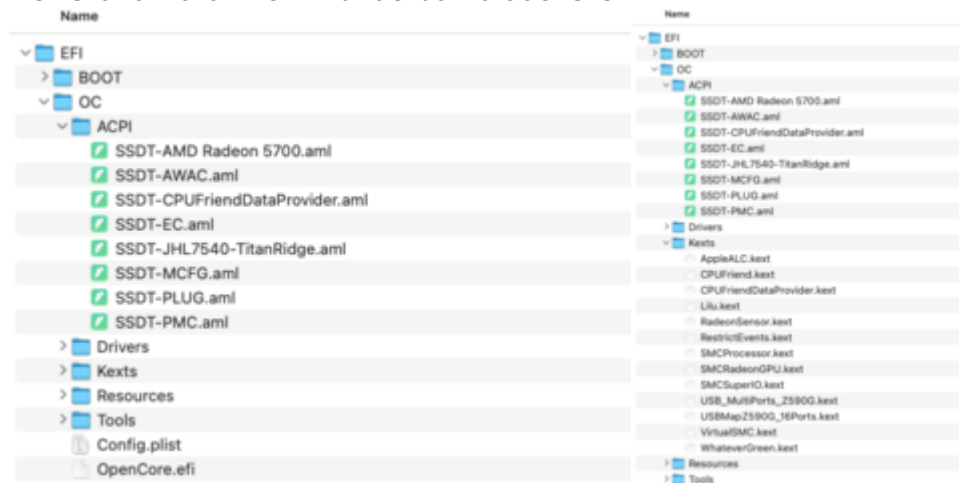 Name
EFI
BOOT
OC
ACPI
SSDT-AMD Radeon 5700.aml
SSDT-AWAC.aml
SSDT-CPUFriendDataProvider.aml
SSDT-EC.aml
SSDT-JHL7540-TitanRidge.aml
SSDT-MCFG.aml
SSDT-PLUG.aml
SSDT-PMC.aml
Drivers
Kexts
Resources
Tools
Config.plist
OpenCore.efi
Name
EFI
BOOT
OC
ACPI
SSDT-AMD Radeon 5700.aml
SSDT-AWAC.aml
SSDT-CPUFriendDataProvider.aml
SSDT-EC.aml
SSDT-JHL7540-TitanRidge.aml
SSDT-MCFG.aml
SSDT-PLUG.aml
SSDT-PMC.aml
Drivers
Kexts
AppleALC.kext
CPUFriend.kext
CPUFriendDataProvider.kext
Lilu.kext
RadeonSensor.kext
RestrictEvents.kext
SMCProcessor.kext
SMCRadeonGPU.kext
SMCSuperIO.kext
USB_MultiPorts_Z590G.kext
USBMapZ590G_16Ports.kext
VirtualSMC.kext
WhateverGreen.kext
Resources
Tools